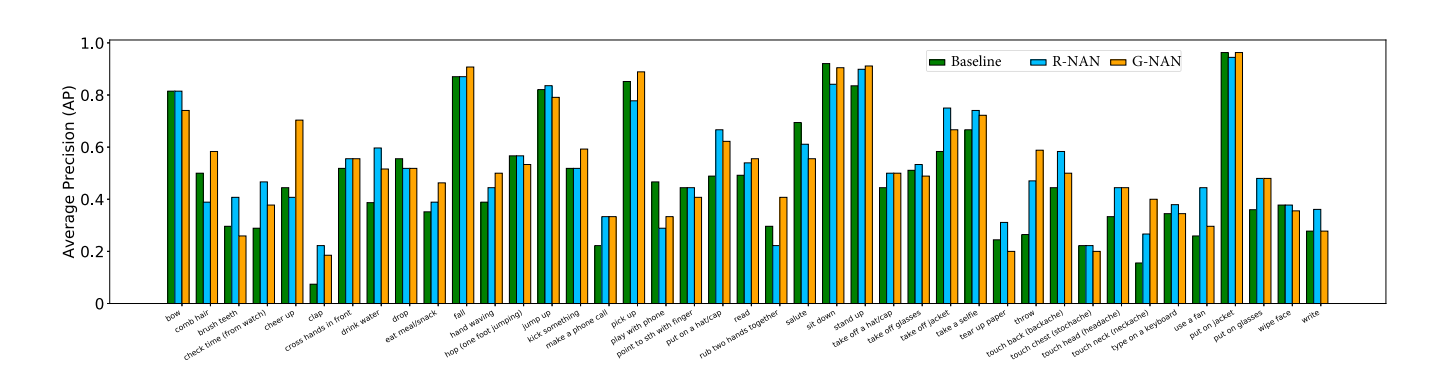 1.0
0.8
0.6
0.4
0.2
0
Average Precision (AP)
Baseline R-NAN G-NAN
bow
comb hair
brush teeth
check time (from watch)
cheer up
clap
cross hands in front
drink water
drop
eat meal/snack
fall
hand waving
hop (one foot jumping)
jump up
kick something
make a phone call
pick up
play with phone
point to sth with finger
put on a hat/cap
read
rub two hands together
salute
sit down
stand up
take off a hat/cap
take off glasses
take off jacket
take a selfie
tear up paper
throw
touch back (backache)
touch chest (stochache)
touch head (headache)
touch neck (neckache)
type on a keyboard
use a fan
put on jacket
put on glasses
wipe face
write